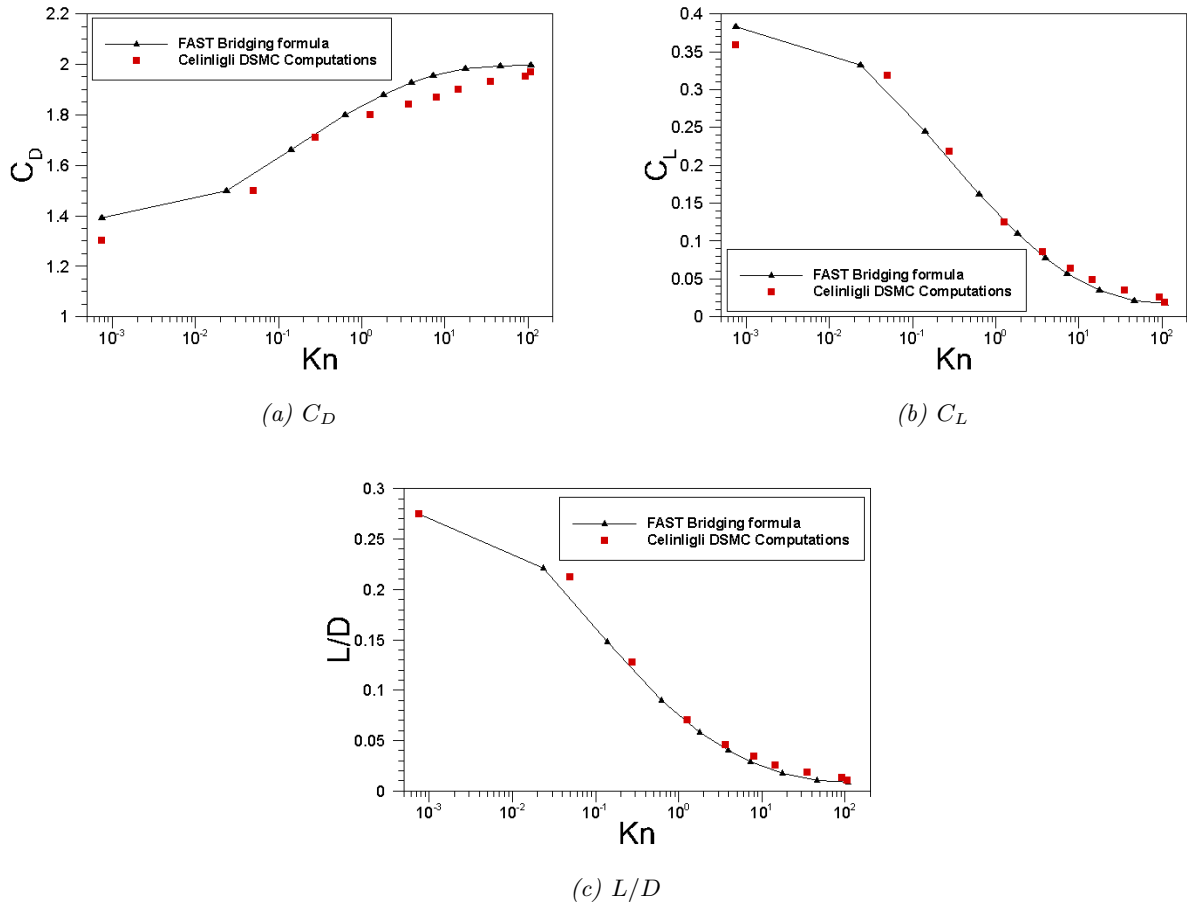 2.2
2
1.8
1.6
1.4
1.2
1
C_D
FAST Bridging formula
Celinligli DSMC Computations
10^-3
10^-2
10^-1
10^0
10^1
10^2
Kn
(a) C_D
0.4
0.35
0.3
0.25
0.2
0.15
0.1
0.05
0
C_L
FAST Bridging formula
Celinligli DSMC Computations
10^-3
10^-2
10^-1
10^0
10^1
10^2
Kn
(b) C_L
0.3
0.25
0.2
0.15
0.1
0.05
0
L/D
FAST Bridging formula
Celinligli DSMC Computations
10^-3
10^-2
10^-1
10^0
10^1
10^2
Kn
(c) L/D